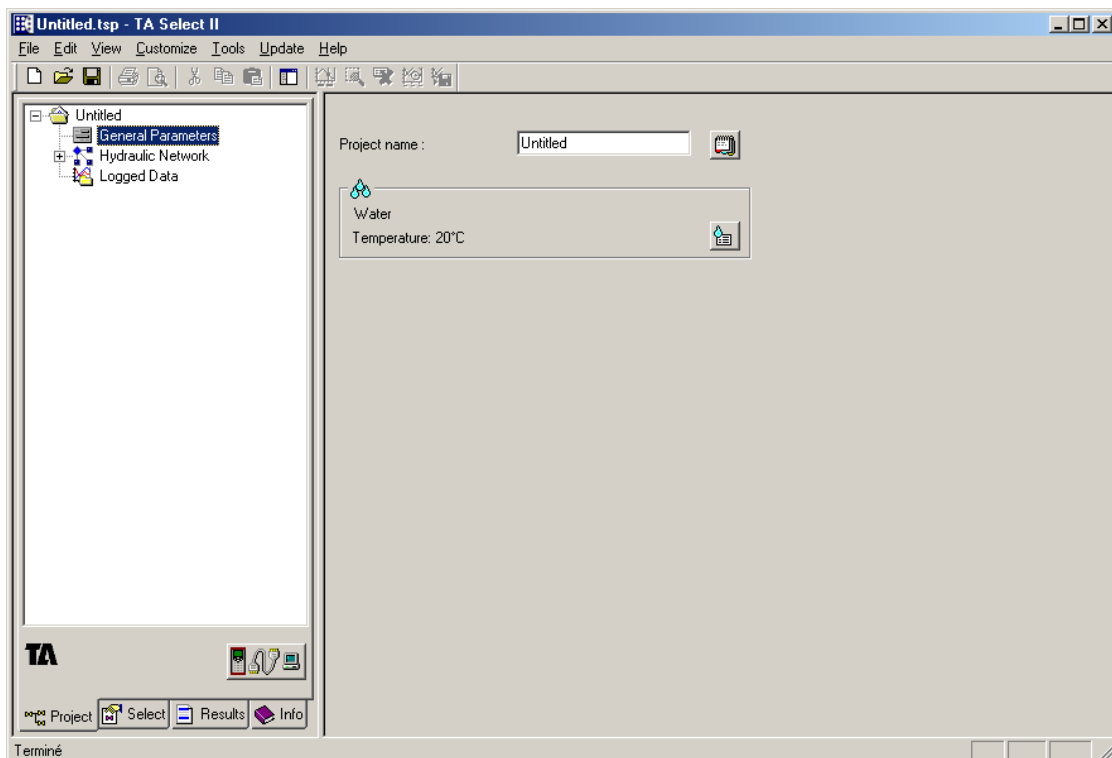 Untitled.tsp - TA Select II
File Edit View Customize Tools Update Help
Untitled
General Parameters
Hydraulic Network
Logged Data
Project name :
Untitled
Water
Temperature: 20°C
TA
Project Select Results Info
Terminé